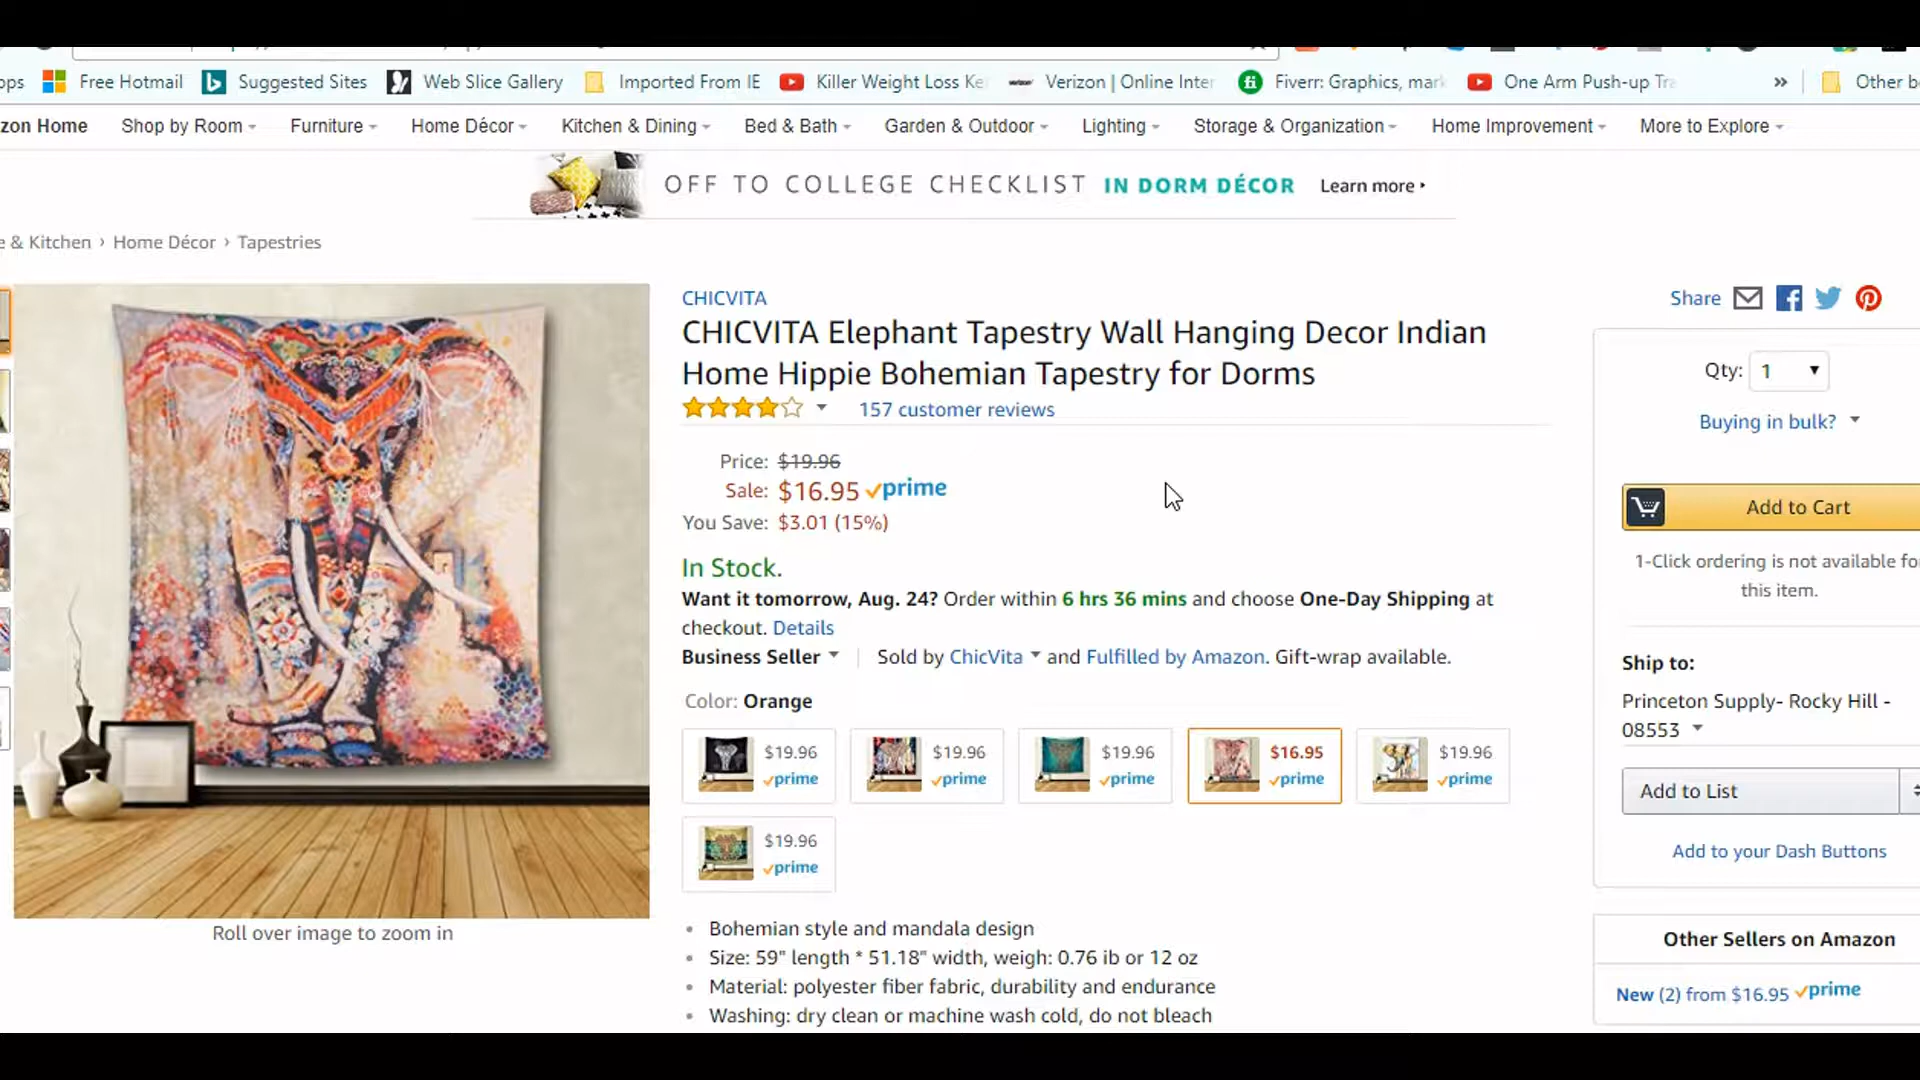 ops Free Hotmail Suggested Sites Web Slice Gallery Imported From IE Killer Weight Loss Ke Verizon | Online Inter Fiverr: Graphics, mark One Arm Push-up Tra » Other b
zon Home Shop by Room Furniture Home Décor Kitchen & Dining Bed & Bath Garden & Outdoor Lighting Storage & Organization Home Improvement More to Explore
OFF TO COLLEGE CHECKLIST IN DORM DÉCOR Learn more ▸
e & Kitchen › Home Décor › Tapestries
Share
CHICVITA
CHICVITA Elephant Tapestry Wall Hanging Decor Indian
Home Hippie Bohemian Tapestry for Dorms
157 customer reviews
Price: $19.96
Sale: $16.95 prime
You Save: $3.01 (15%)
In Stock.
Want it tomorrow, Aug. 24? Order within 6 hrs 36 mins and choose One-Day Shipping at
checkout. Details
Business Seller | Sold by ChicVita and Fulfilled by Amazon. Gift-wrap available.
Color: Orange
$19.96 $19.96 $19.96 $16.95 $19.96
prime prime prime prime prime
$19.96
prime
Roll over image to zoom in
• Bohemian style and mandala design
• Size: 59" length * 51.18" width, weigh: 0.76 ib or 12 oz
• Material: polyester fiber fabric, durability and endurance
• Washing: dry clean or machine wash cold, do not bleach
Qty: 1
Buying in bulk?
Add to Cart
1-Click ordering is not available fo
this item.
Ship to:
Princeton Supply- Rocky Hill -
08553
Add to List
Add to your Dash Buttons
Other Sellers on Amazon
New (2) from $16.95 prime